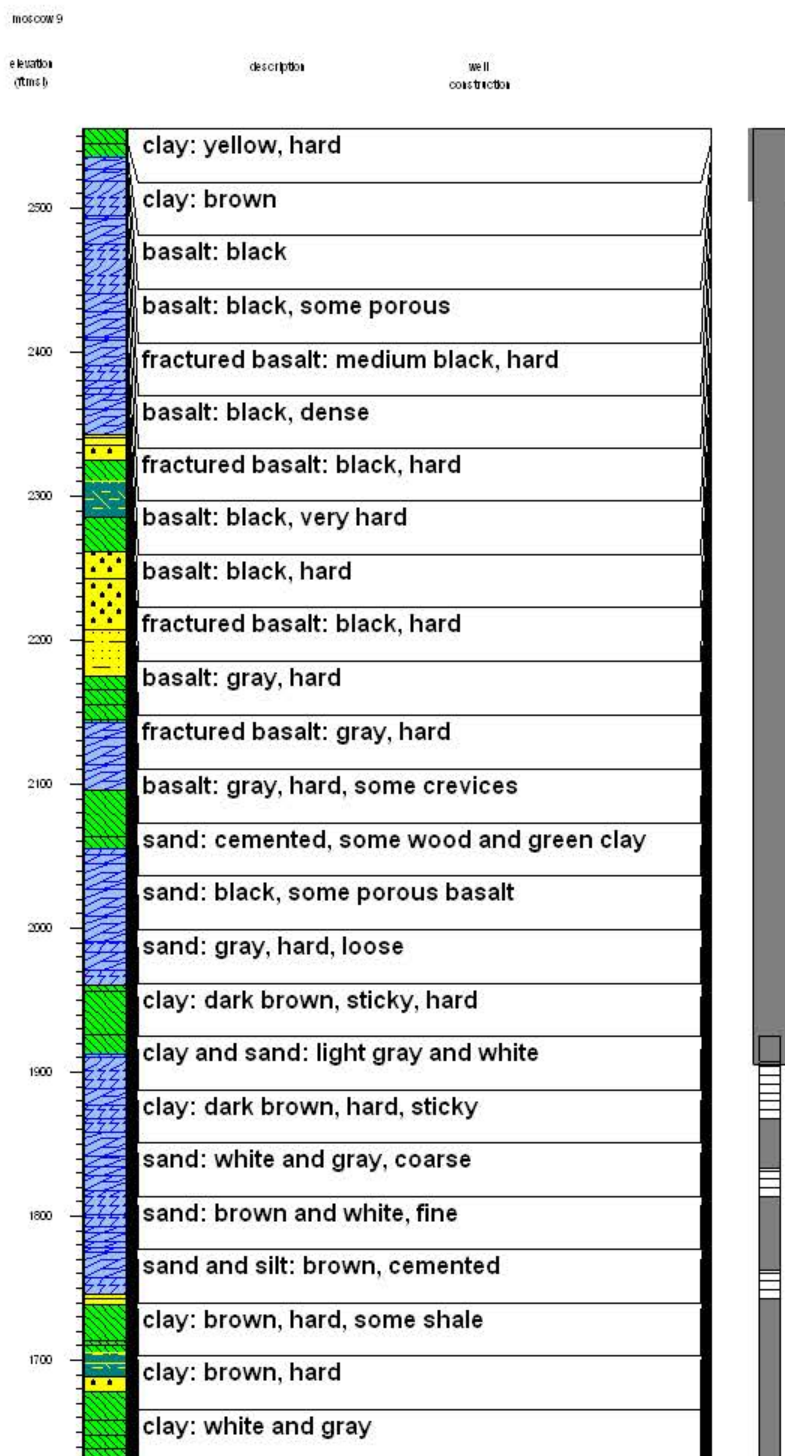 moscow 9
elevation
(ftmsl)
description
well
construction
clay: yellow, hard
clay: brown
2500
basalt: black
basalt: black, some porous
2400
fractured basalt: medium black, hard
basalt: black, dense
fractured basalt: black, hard
2300
basalt: black, very hard
basalt: black, hard
fractured basalt: black, hard
2200
basalt: gray, hard
fractured basalt: gray, hard
2100
basalt: gray, hard, some crevices
sand: cemented, some wood and green clay
sand: black, some porous basalt
2000
sand: gray, hard, loose
clay: dark brown, sticky, hard
clay and sand: light gray and white
1900
clay: dark brown, hard, sticky
sand: white and gray, coarse
1800
sand: brown and white, fine
sand and silt: brown, cemented
clay: brown, hard, some shale
1700
clay: brown, hard
clay: white and gray